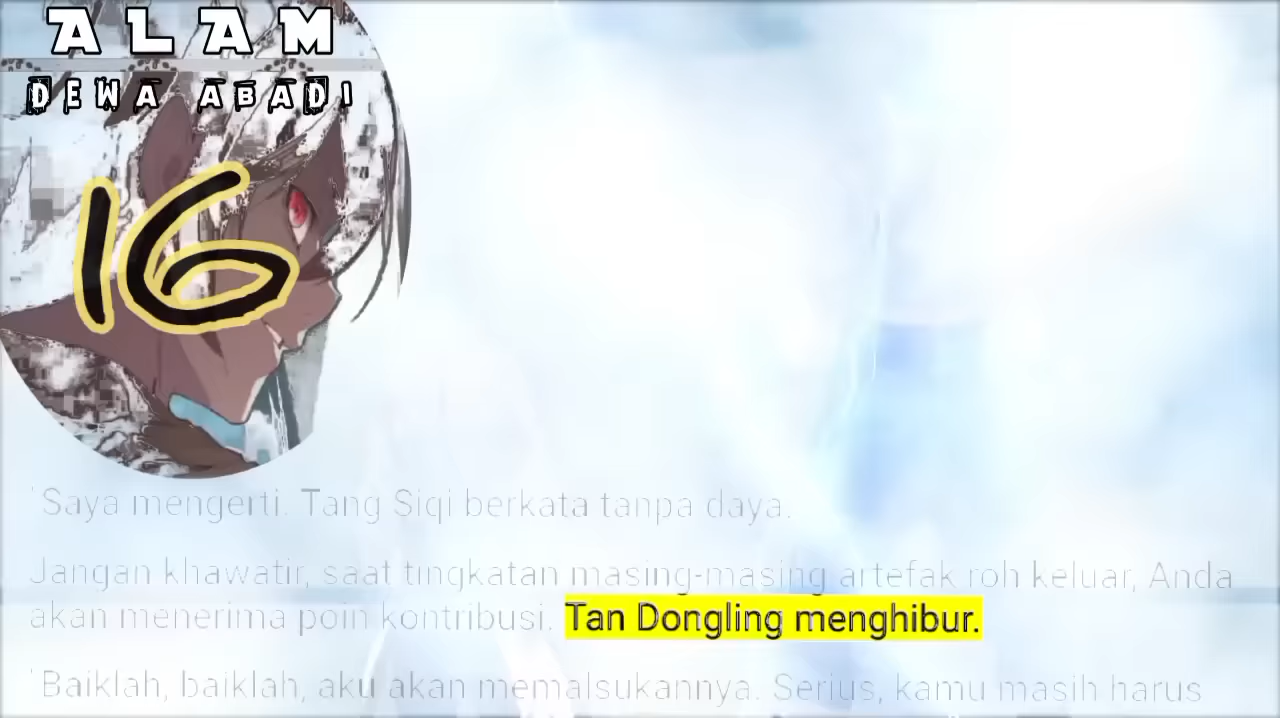 ALAM
DEWA ABADI
16
'Saya mengerti. Tang Siqi berkata tanpa daya.
Jangan khawatir, saat tingkatan masing-masing artefak roh keluar, Anda
akan menerima poin kontribusi. Tan Dongling menghibur.
'Baiklah, baiklah, aku akan memalsukannya. Serius, kamu masih harus